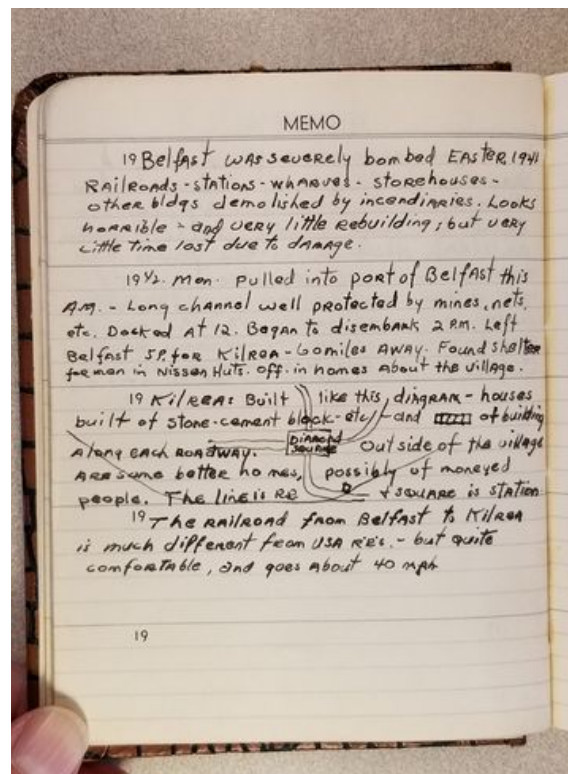 MEMO
19 Belfast was severely bombed Easter, 1941
Railroads - stations - wharves - storehouses -
other bldgs demolished by incendiaries. Looks
horrible - and very little rebuilding; but very
little time lost due to damage.
19 1/2. Mon. Pulled into port of Belfast this
A.M. - Long channel well protected by mines, nets,
etc. Docked at 12. Began to disembark 2 P.M. Left
Belfast 5 P. for Kilrea - 60 miles away. Found shelter
for men in Nissen Huts. Off. in homes about the village.
19 Kilrea: Built like this, diagram - houses
built of stone-cement block-etc - and of building
DIAMOND
SQUARE
along each roadway. Outside of the village
are some better homes, possibly of moneyed
people. The line is RR + square is station
19 The railroad from Belfast to Kilrea
is much different from USA RR's. - but quite
comfortable, and goes about 40 mph
19